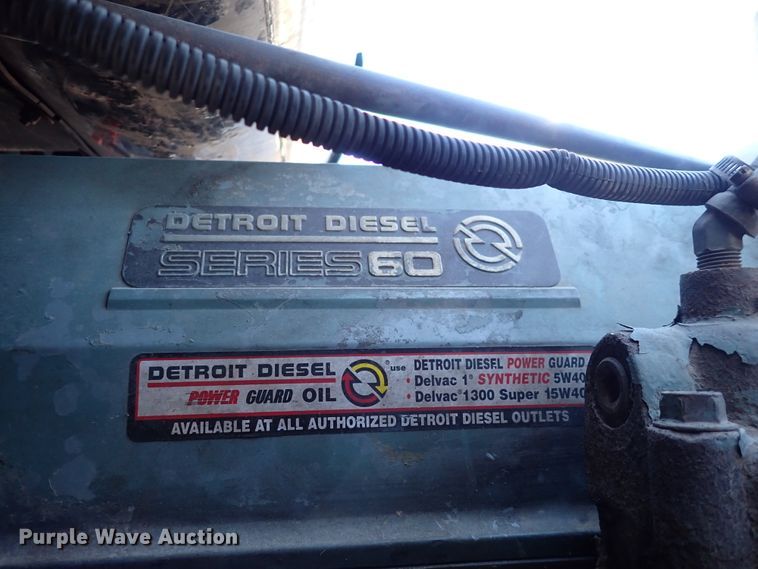 DETROIT DIESEL
SERIES 60
DETROIT DIESEL
POWER GUARD OIL
® use
DETROIT DIESEL POWER GUARD
• Delvac 1® SYNTHETIC 5W40
• Delvac® 1300 Super 15W40
AVAILABLE AT ALL AUTHORIZED DETROIT DIESEL OUTLETS
Purple Wave Auction®